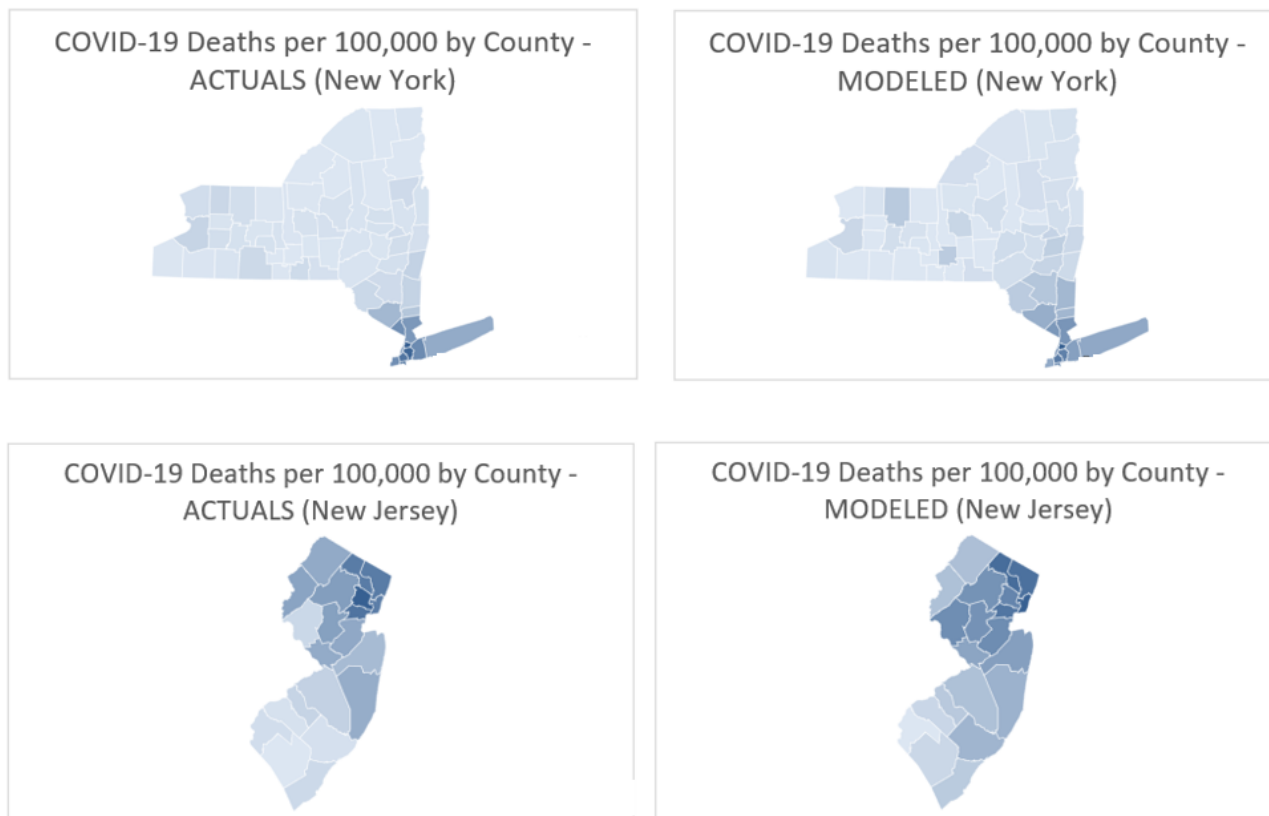 COVID-19 Deaths per 100,000 by County -
ACTUALS (New York)
COVID-19 Deaths per 100,000 by County -
MODELED (New York)
COVID-19 Deaths per 100,000 by County -
ACTUALS (New Jersey)
COVID-19 Deaths per 100,000 by County -
MODELED (New Jersey)